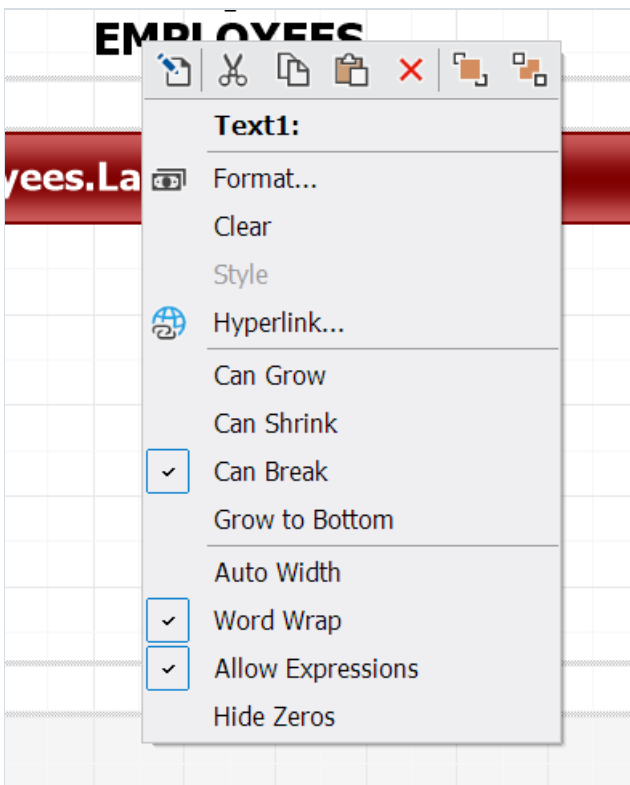 EMPLOYEES
Text1:
yees.La
Format...
Clear
Style
Hyperlink...
Can Grow
Can Shrink
Can Break
Grow to Bottom
Auto Width
Word Wrap
Allow Expressions
Hide Zeros